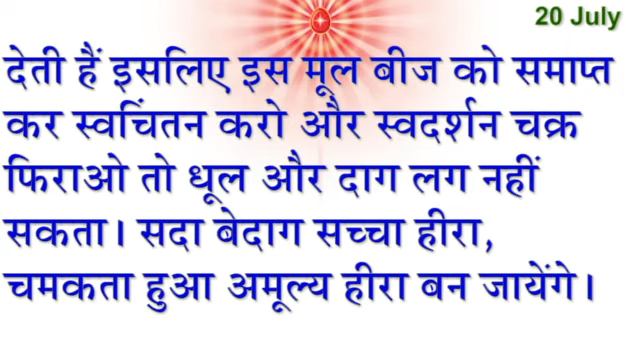 20 July
देती हैं इसलिए इस मूल बीज को समाप्त
कर स्वचिंतन करो और स्वदर्शन चक्र
फिराओ तो धूल और दाग लग नहीं
सकता। सदा बेदाग सच्चा हीरा,
चमकता हुआ अमूल्य हीरा बन जायेंगे।